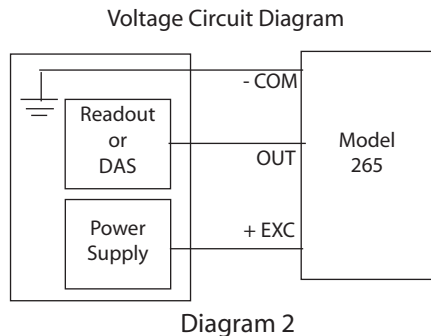 Voltage Circuit Diagram
- COM
Readout
or
DAS
OUT
Model
265
Power
Supply
+ EXC
Diagram 2